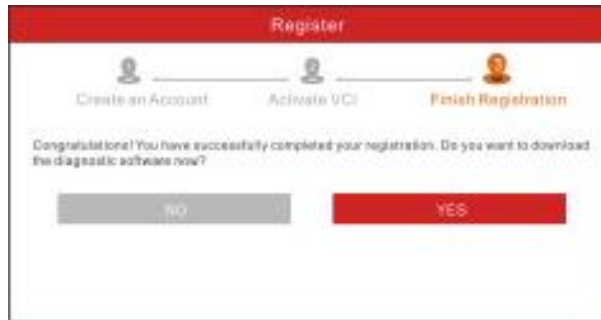 Register
Create an Account
Activate VCI
Finish Registration
Congratulations! You have successfully completed your registration. Do you want to download
the diagnostic software now?
NO
YES